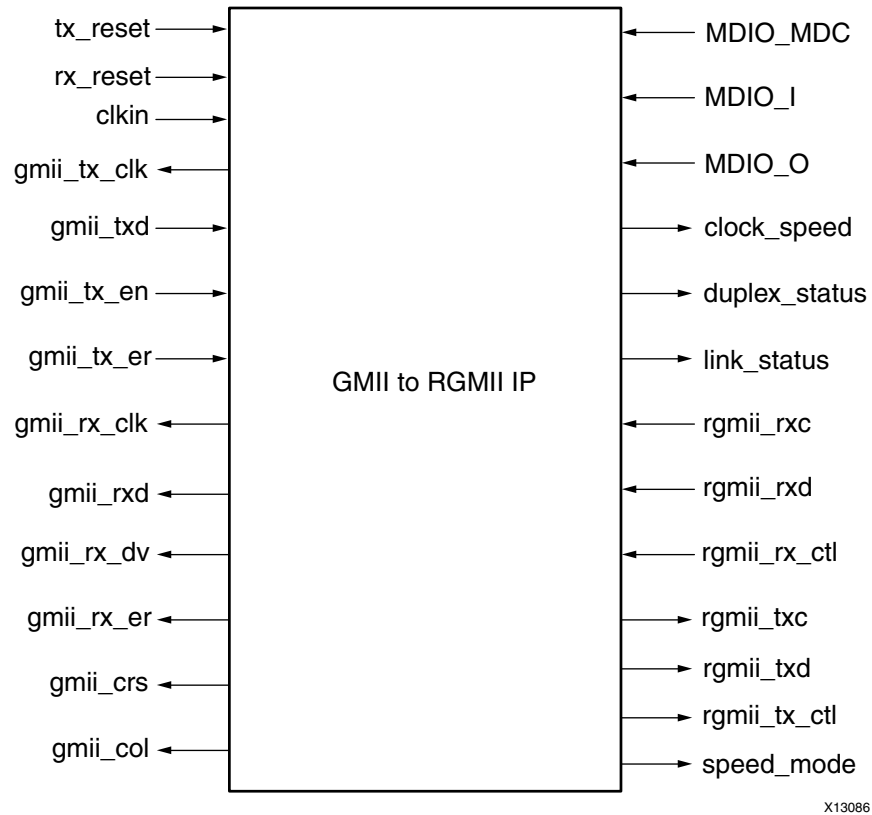 tx_reset
rx_reset
clkin
gmii_tx_clk
gmii_txd
gmii_tx_en
gmii_tx_er
gmii_rx_clk
gmii_rxd
gmii_rx_dv
gmii_rx_er
gmii_crs
gmii_col
GMII to RGMII IP
MDIO_MDC
MDIO_I
MDIO_O
clock_speed
duplex_status
link_status
rgmii_rxc
rgmii_rxd
rgmii_rx_ctl
rgmii_txc
rgmii_txd
rgmii_tx_ctl
speed_mode
X13086